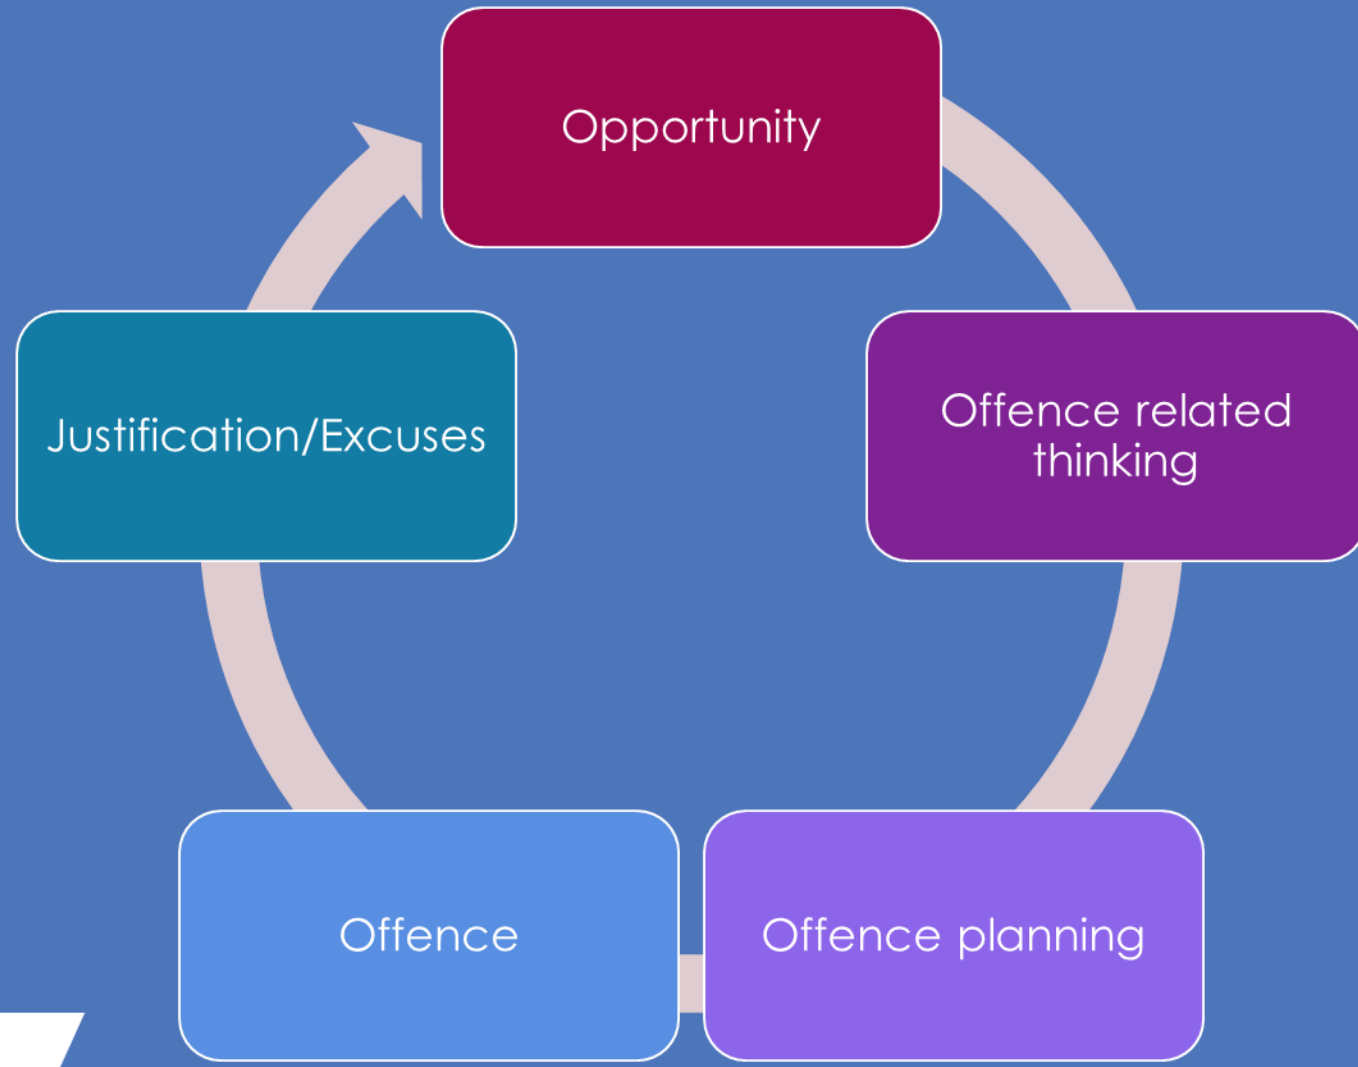 Opportunity
Offence related
thinking
Offence planning
Offence
Justification/Excuses